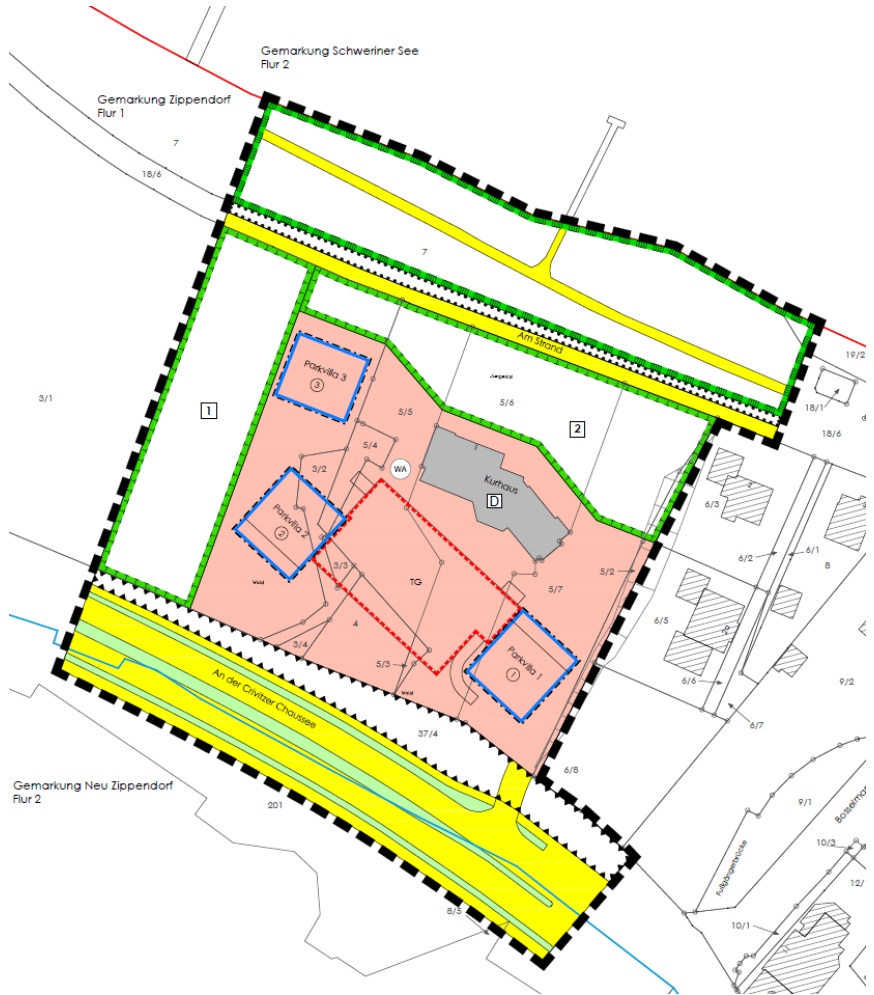 Gemarkung Schweriner See
Flur 2
Gemarkung Zippendorf
Flur 1
7
18/6
7
Am Strand
19/2
18/1
18/6
3/1
1
Parkvilla 3
3
5/5
5/6
2
5/4
3/2
WA
Kurhaus
D
6/3
6/2
6/1
8
Parkvilla 2
2
3/3
TG
5/7
5/2
4
6/5
3/4
5/3
Parkvilla 1
1
6/6
9/2
6/7
An der Crivitzer Chaussee
37/4
6/8
Gemarkung Neu Zippendorf
Flur 2
201
9/1
Fußgängerbrücke
10/3
12/
8/5
10/1